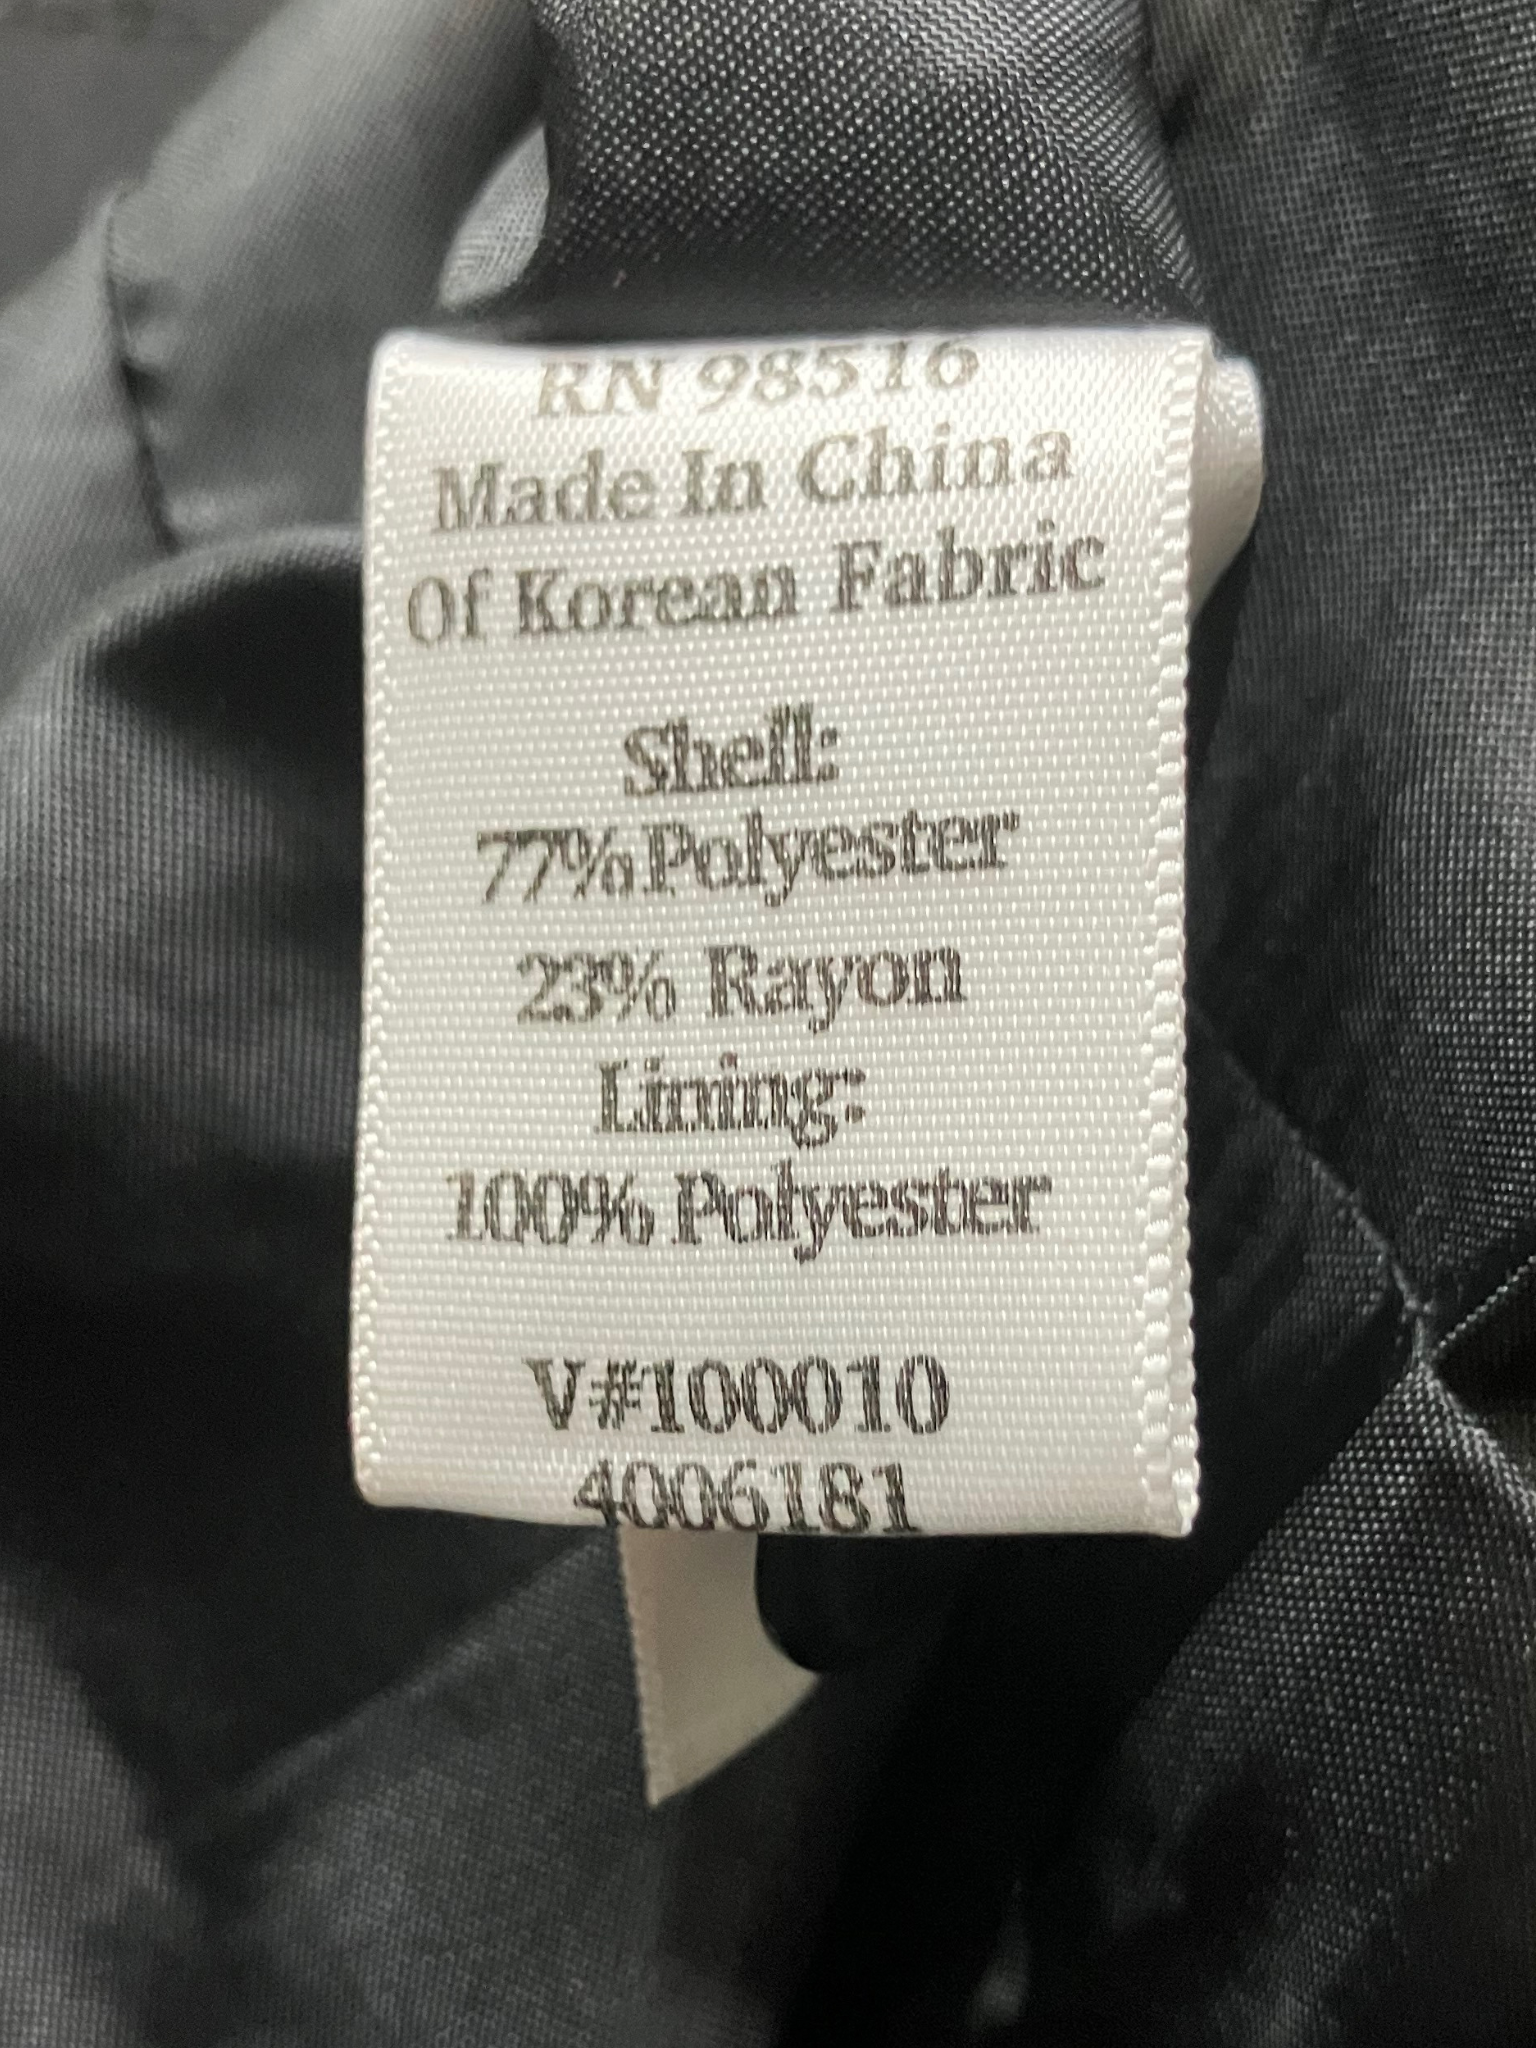 RN 98516
Made In China
Of Korean Fabric
Shell:
77% Polyester
23% Rayon
Lining:
100% Polyester
V#100010
4006181